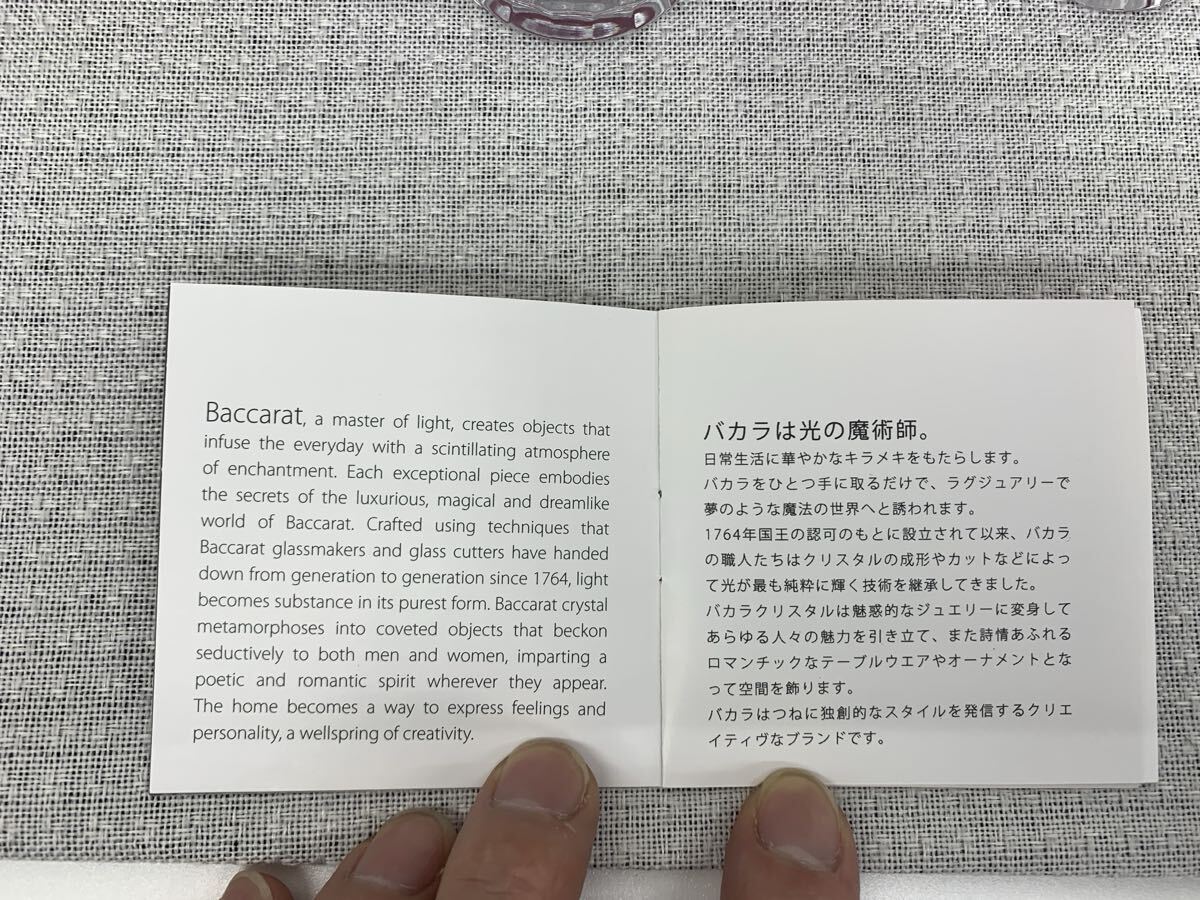 Baccarat, a master of light, creates objects that
infuse the everyday with a scintillating atmosphere
of enchantment. Each exceptional piece embodies
the secrets of the luxurious, magical and dreamlike
world of Baccarat. Crafted using techniques that
Baccarat glassmakers and glass cutters have handed
down from generation to generation since 1764, light
becomes substance in its purest form. Baccarat crystal
metamorphoses into coveted objects that beckon
seductively to both men and women, imparting a
poetic and romantic spirit wherever they appear.
The home becomes a way to express feelings and
personality, a wellspring of creativity.
バカラは光の魔術師。
日常生活に華やかなキラメキをもたらします。
バカラをひとつ手に取るだけで、ラグジュアリーで
夢のような魔法の世界へと誘われます。
1764年国王の認可のもとに設立されて以来、バカラ
の職人たちはクリスタルの成形やカットなどによっ
て光が最も純粋に輝く技術を継承してきました。
バカラクリスタルは魅惑的なジュエリーに変身して
あらゆる人々の魅力を引き立て、また詩情あふれる
ロマンチックなテーブルウエアやオーナメントとな
って空間を飾ります。
バカラはつねに独創的なスタイルを発信するクリエ
イティヴなブランドです。